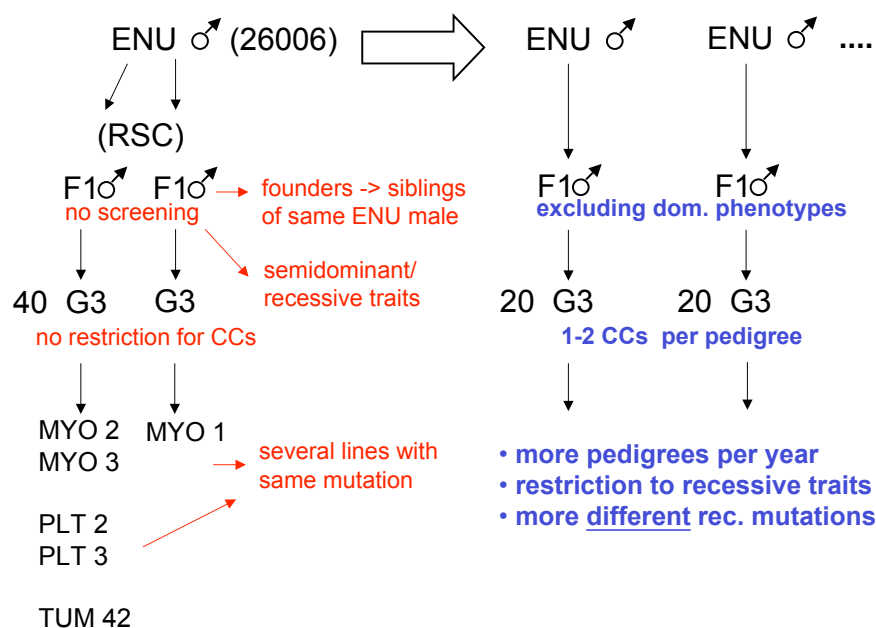 ENU ♂ (26006)
ENU ♂
ENU ♂ ....
(RSC)
F1♂ F1♂
no screening
founders -> siblings
of same ENU male
semidominant/
recessive traits
F1♂ F1♂
excluding dom. phenotypes
40 G3 G3
no restriction for CCs
20 G3 20 G3
1-2 CCs per pedigree
MYO 2 MYO 1
MYO 3
several lines with
same mutation
PLT 2
PLT 3
TUM 42
• more pedigrees per year
• restriction to recessive traits
• more different rec. mutations